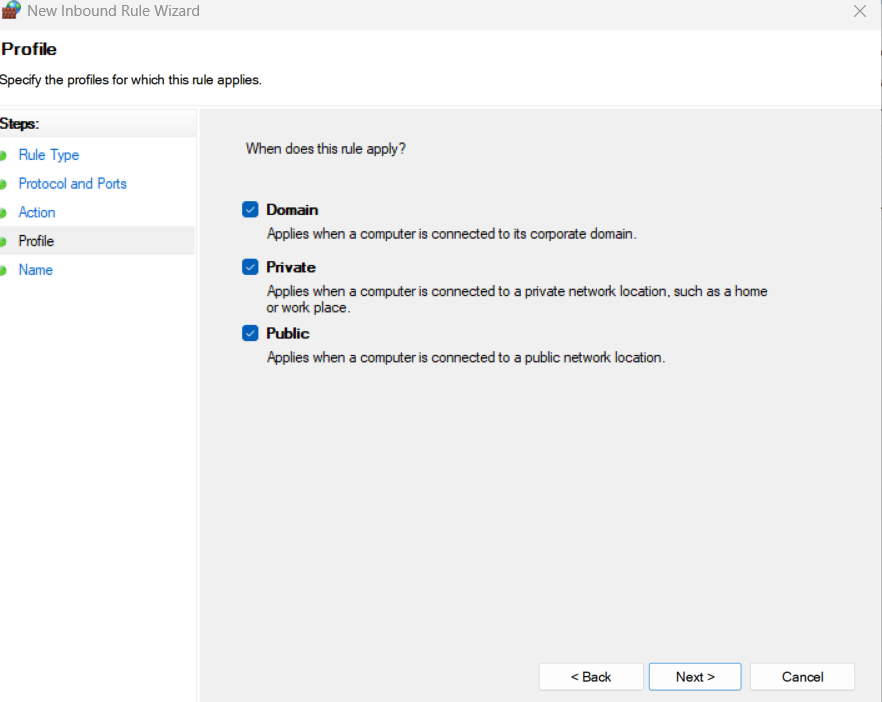 New Inbound Rule Wizard
Profile
Specify the profiles for which this rule applies.
Steps:
Rule Type
Protocol and Ports
Action
Profile
Name
When does this rule apply?
Domain
Applies when a computer is connected to its corporate domain.
Private
Applies when a computer is connected to a private network location, such as a home
or work place.
Public
Applies when a computer is connected to a public network location.
< Back
Next >
Cancel